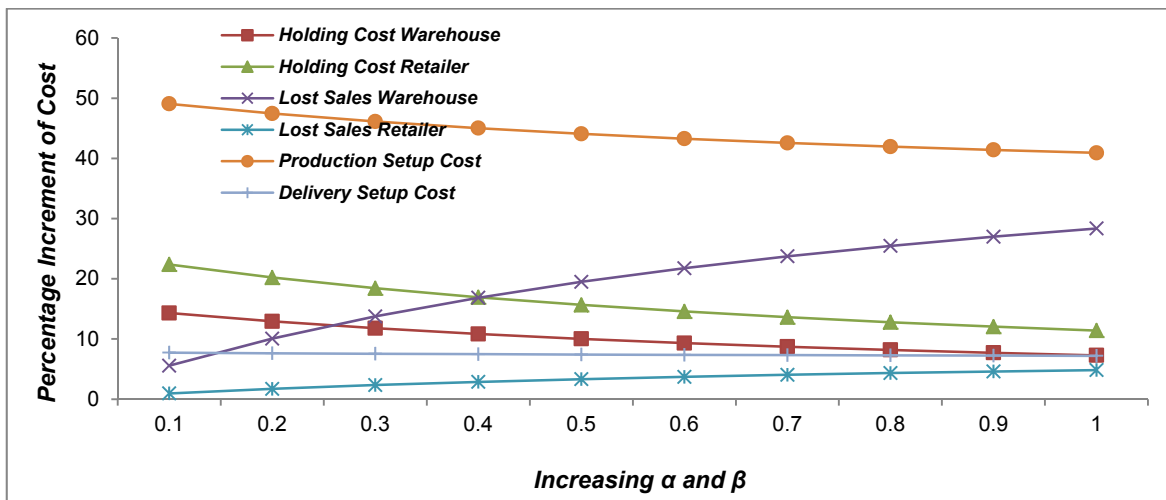 Percentage Increment of Cost
60
50
40
30
20
10
0
Holding Cost Warehouse
Holding Cost Retailer
Lost Sales Warehouse
Lost Sales Retailer
Production Setup Cost
Delivery Setup Cost
0.1 0.2 0.3 0.4 0.5 0.6 0.7 0.8 0.9 1
Increasing α and β